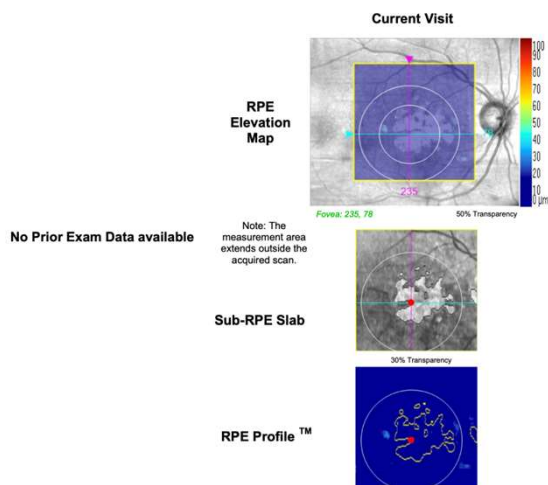 Current Visit
RPE
Elevation
Map
100
90
80
70
60
50
40
30
20
10
0 µm
235
Fovea: 235, 78
50% Transparency
No Prior Exam Data available
Note: The
measurement area
extends outside the
acquired scan.
Sub-RPE Slab
30% Transparency
RPE Profile ™